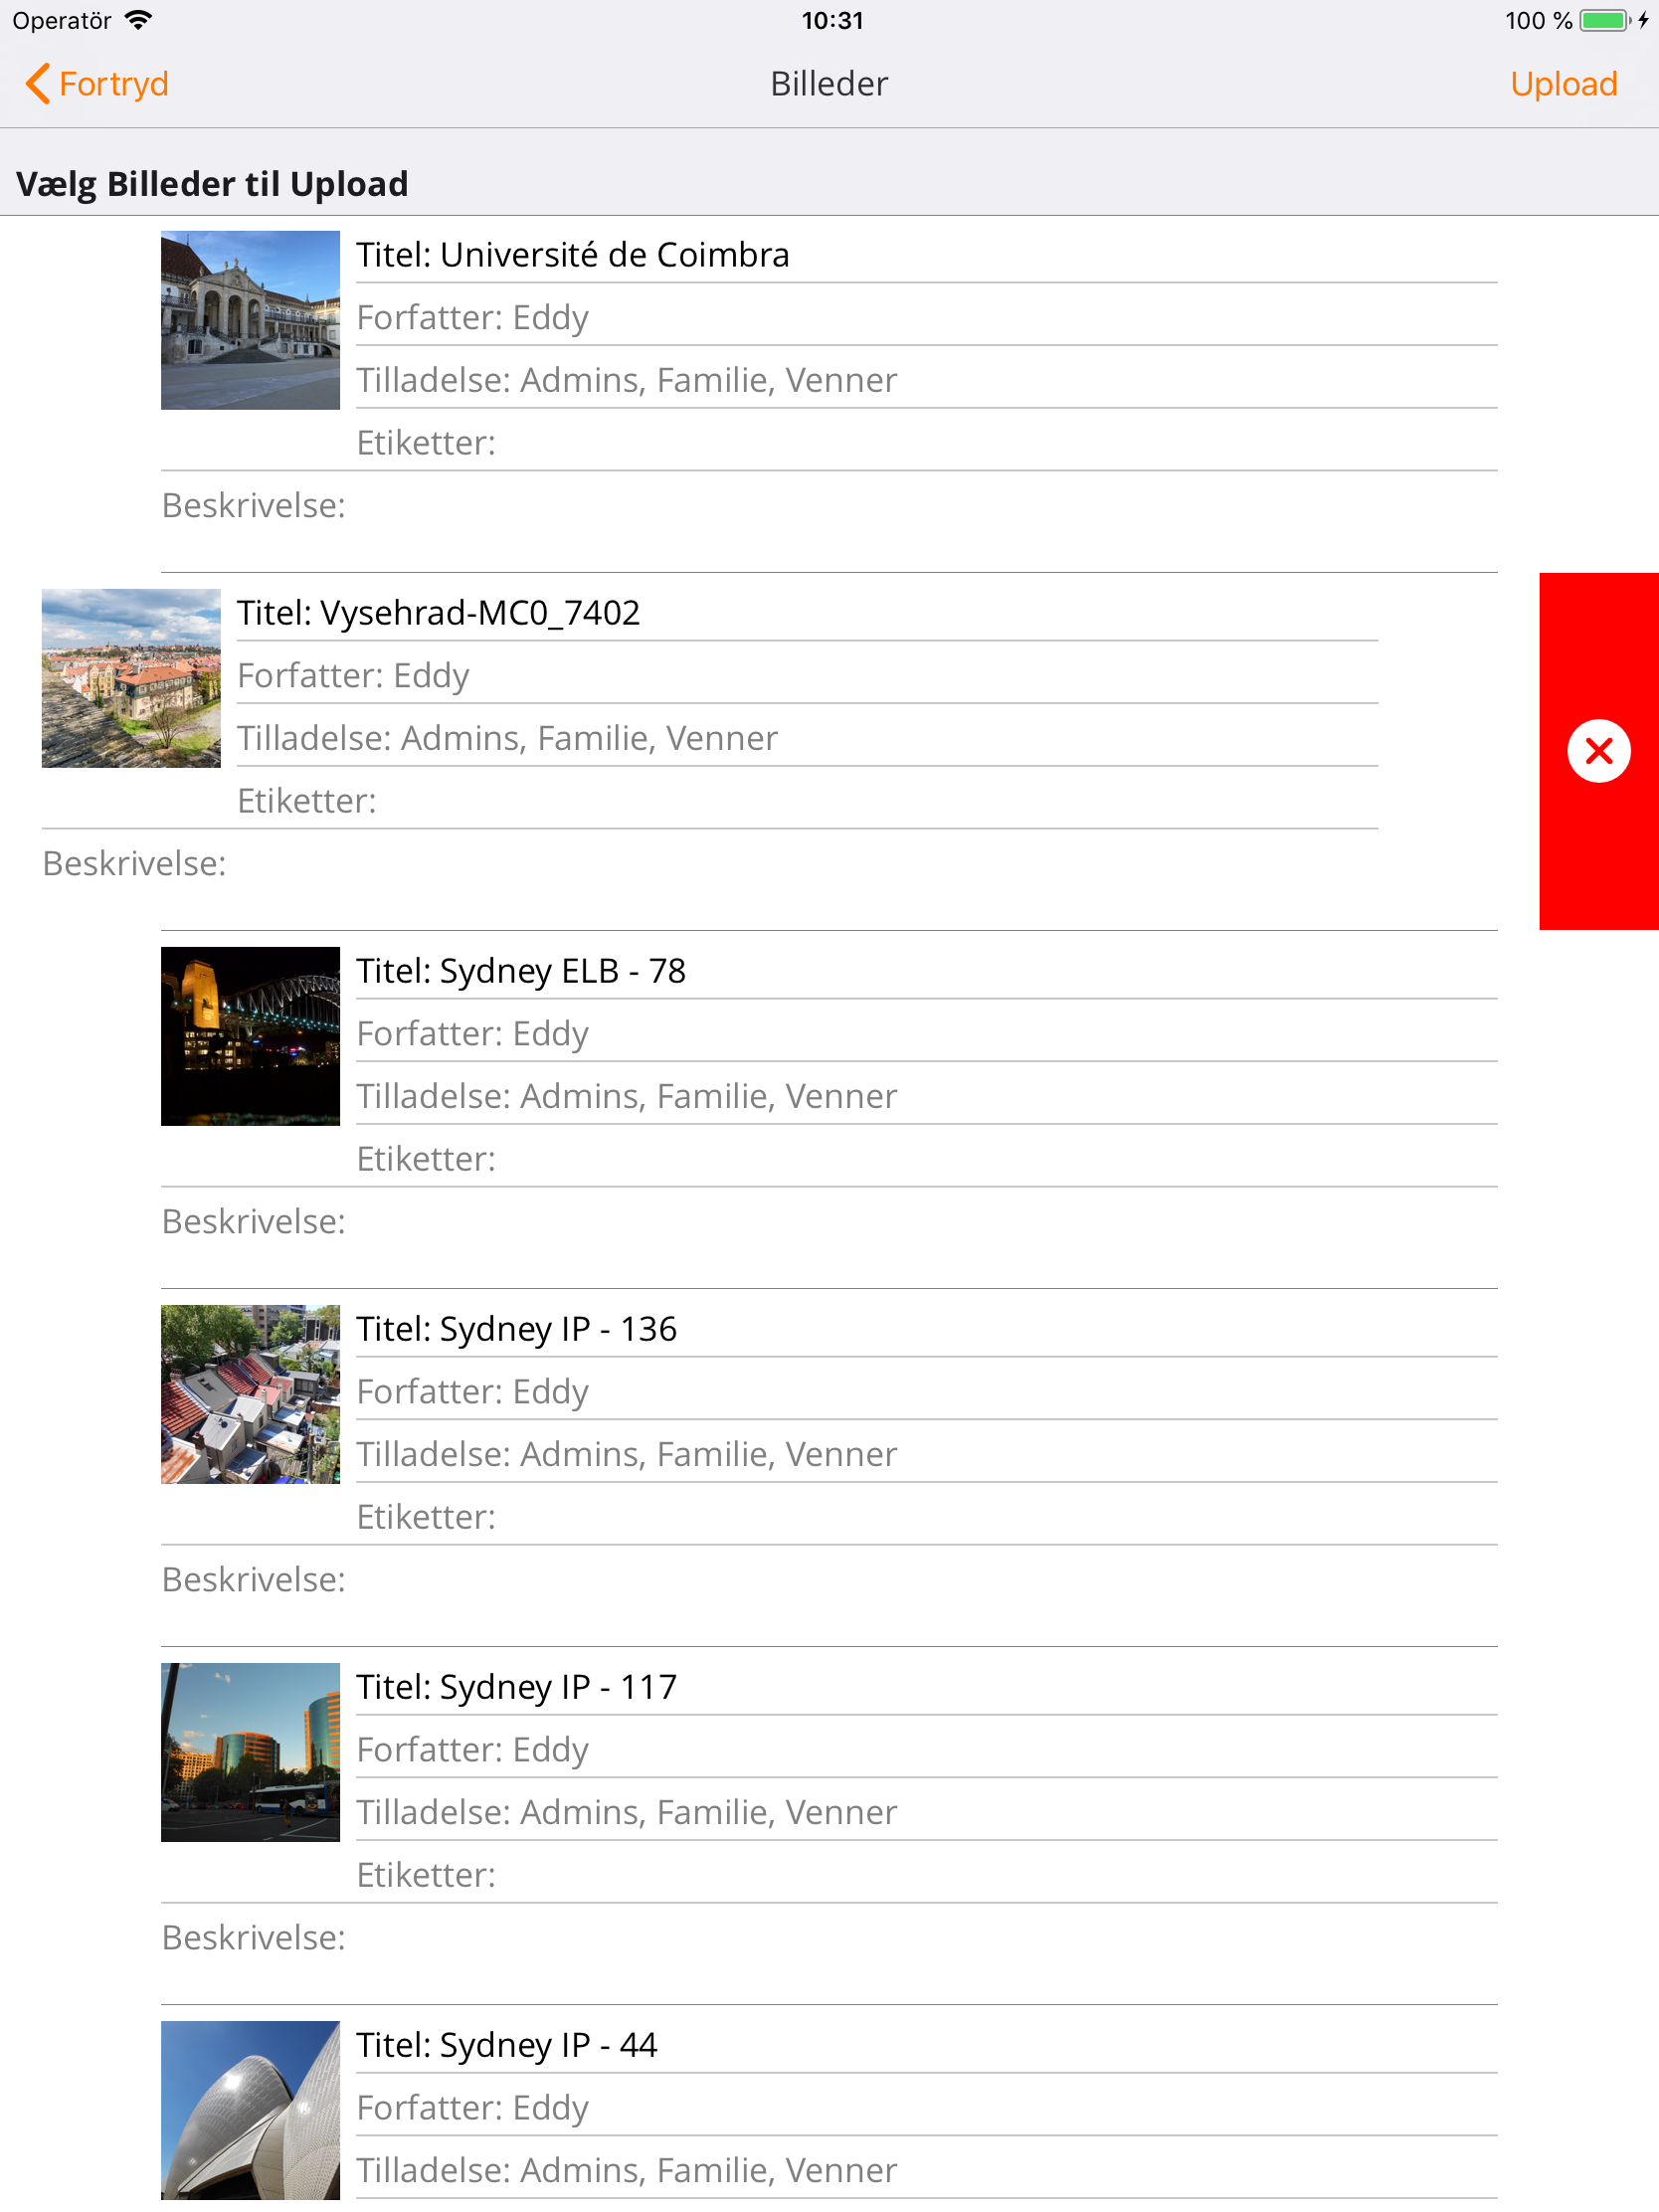 Operatör 10:31 100 %
Fortryd Billeder Upload
Vælg Billeder til Upload
Titel: Université de Coimbra
Forfatter: Eddy
Tilladelse: Admins, Familie, Venner
Etiketter:
Beskrivelse:
Titel: Vysehrad-MC0_7402
Forfatter: Eddy
Tilladelse: Admins, Familie, Venner
Etiketter:
Beskrivelse:
Titel: Sydney ELB - 78
Forfatter: Eddy
Tilladelse: Admins, Familie, Venner
Etiketter:
Beskrivelse:
Titel: Sydney IP - 136
Forfatter: Eddy
Tilladelse: Admins, Familie, Venner
Etiketter:
Beskrivelse:
Titel: Sydney IP - 117
Forfatter: Eddy
Tilladelse: Admins, Familie, Venner
Etiketter:
Beskrivelse:
Titel: Sydney IP - 44
Forfatter: Eddy
Tilladelse: Admins, Familie, Venner